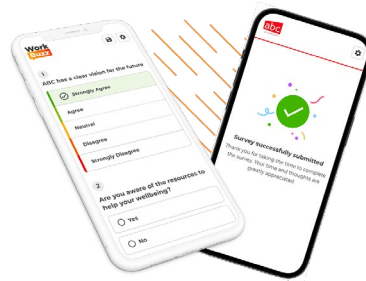 Work
Buzz
1
ABC has a clear vision for the future
Strongly Agree
Agree
Neutral
Disagree
Strongly Disagree
2
Are you aware of the resources to
help your wellbeing?
Yes
No
abc
Survey successfully submitted
Thank you for taking the time to complete
the survey. Your time and thoughts are
greatly appreciated